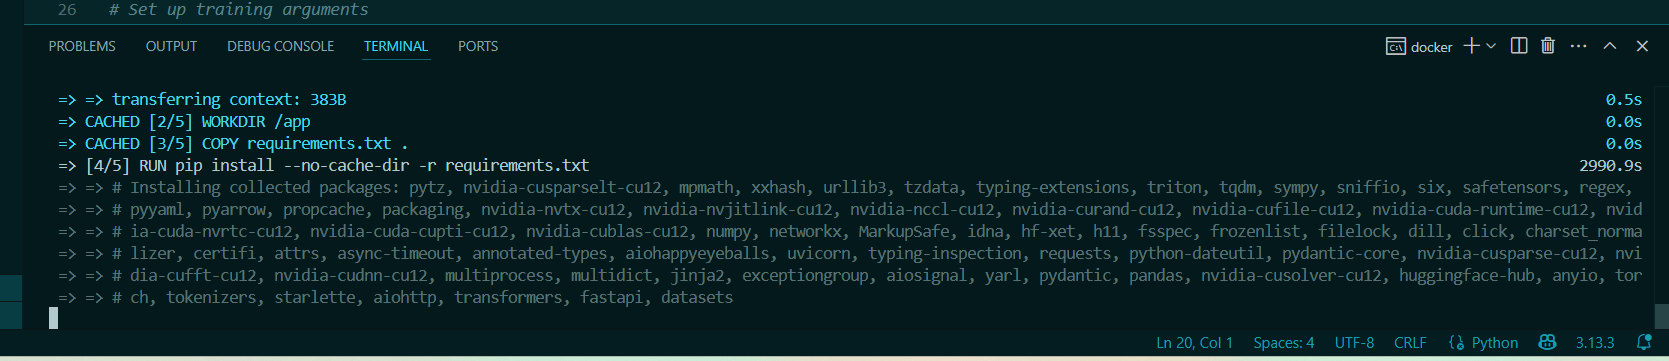 26 # Set up training arguments
PROBLEMS OUTPUT DEBUG CONSOLE TERMINAL PORTS docker
=> => transferring context: 383B 0.5s
=> CACHED [2/5] WORKDIR /app 0.0s
=> CACHED [3/5] COPY requirements.txt . 0.0s
=> [4/5] RUN pip install --no-cache-dir -r requirements.txt 2990.9s
=> => # Installing collected packages: pytz, nvidia-cusparselt-cu12, mpmath, xxhash, urllib3, tzdata, typing-extensions, triton, tqdm, sympy, sniffio, six, safetensors, regex,
=> => # pyyaml, pyarrow, propcache, packaging, nvidia-nvtx-cu12, nvidia-nvjitlink-cu12, nvidia-nccl-cu12, nvidia-curand-cu12, nvidia-cufile-cu12, nvidia-cuda-runtime-cu12, nvid
=> => # ia-cuda-nvrtc-cu12, nvidia-cuda-cupti-cu12, nvidia-cublas-cu12, numpy, networkx, MarkupSafe, idna, hf-xet, h11, fsspec, frozenlist, filelock, dill, click, charset_norma
=> => # lizer, certifi, attrs, async-timeout, annotated-types, aiohappyeyeballs, uvicorn, typing-inspection, requests, python-dateutil, pydantic-core, nvidia-cusparse-cu12, nvi
=> => # dia-cufft-cu12, nvidia-cudnn-cu12, multiprocess, multidict, jinja2, exceptiongroup, aiosignal, yarl, pydantic, pandas, nvidia-cusolver-cu12, huggingface-hub, anyio, tor
=> => # ch, tokenizers, starlette, aiohttp, transformers, fastapi, datasets
Ln 20, Col 1 Spaces: 4 UTF-8 CRLF Python 3.13.3